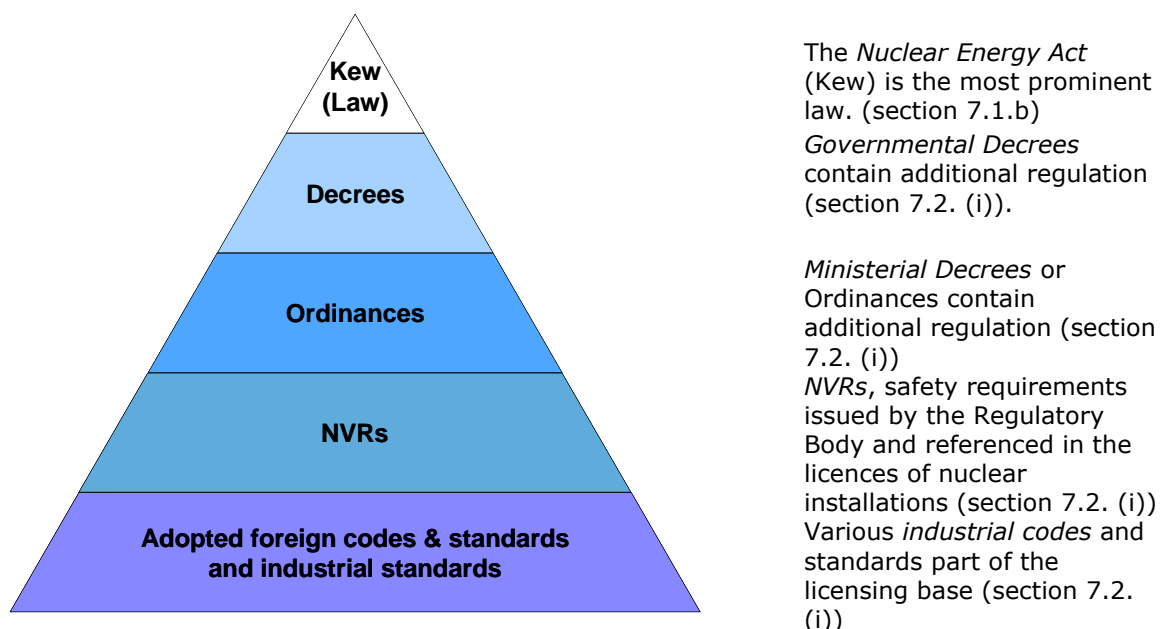 Kew
(Law)
Decrees
Ordinances
NVRs
Adopted foreign codes & standards
and industrial standards
The Nuclear Energy Act
(Kew) is the most prominent
law. (section 7.1.b)
Governmental Decrees
contain additional regulation
(section 7.2. (i)).
Ministerial Decrees or
Ordinances contain
additional regulation (section
7.2. (i))
NVRs, safety requirements
issued by the Regulatory
Body and referenced in the
licences of nuclear
installations (section 7.2. (i))
Various industrial codes and
standards part of the
licensing base (section 7.2.
(i))